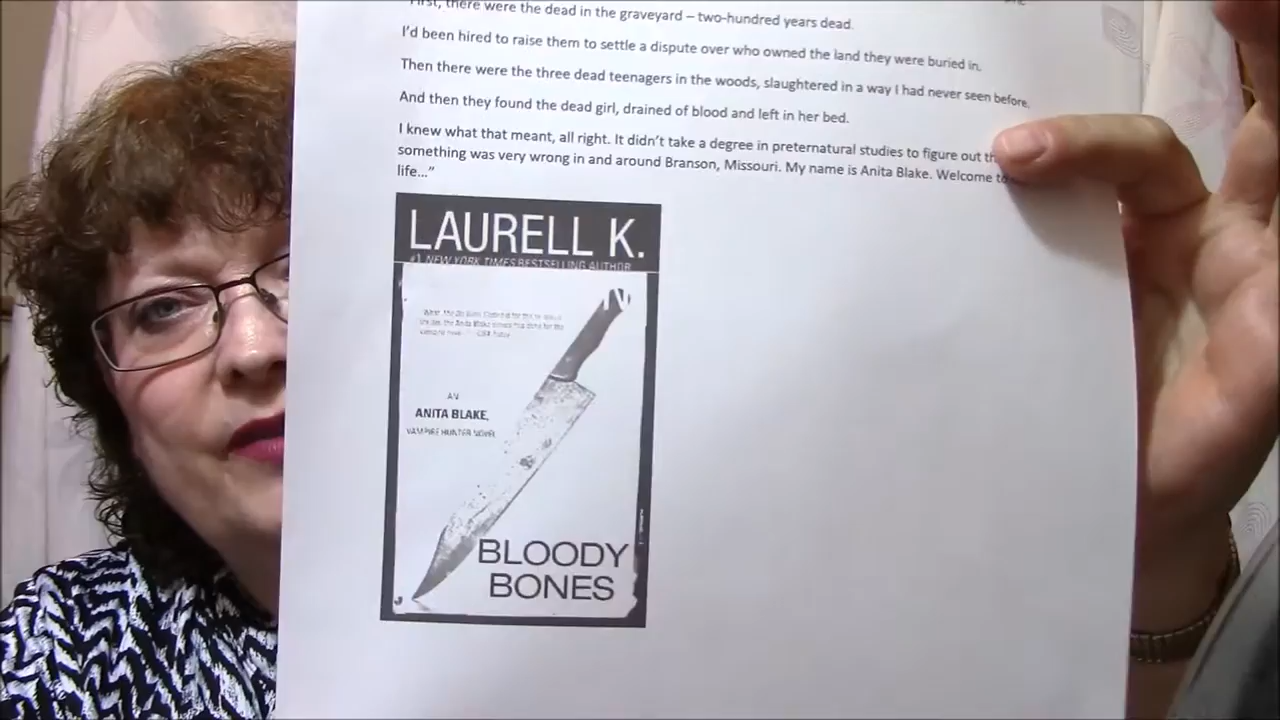 First, there were the dead in the graveyard – two-hundred years dead.
I'd been hired to raise them to settle a dispute over who owned the land they were buried in.
Then there were the three dead teenagers in the woods, slaughtered in a way I had never seen before.
And then they found the dead girl, drained of blood and left in her bed.
I knew what that meant, all right. It didn't take a degree in preternatural studies to figure out th
something was very wrong in and around Branson, Missouri. My name is Anita Blake. Welcome to
life..."
LAURELL K.
#1 NEW YORK TIMES BESTSELLING AUTHOR
N
AN
ANITA BLAKE,
VAMPIRE HUNTER NOVEL
BLOODY
BONES